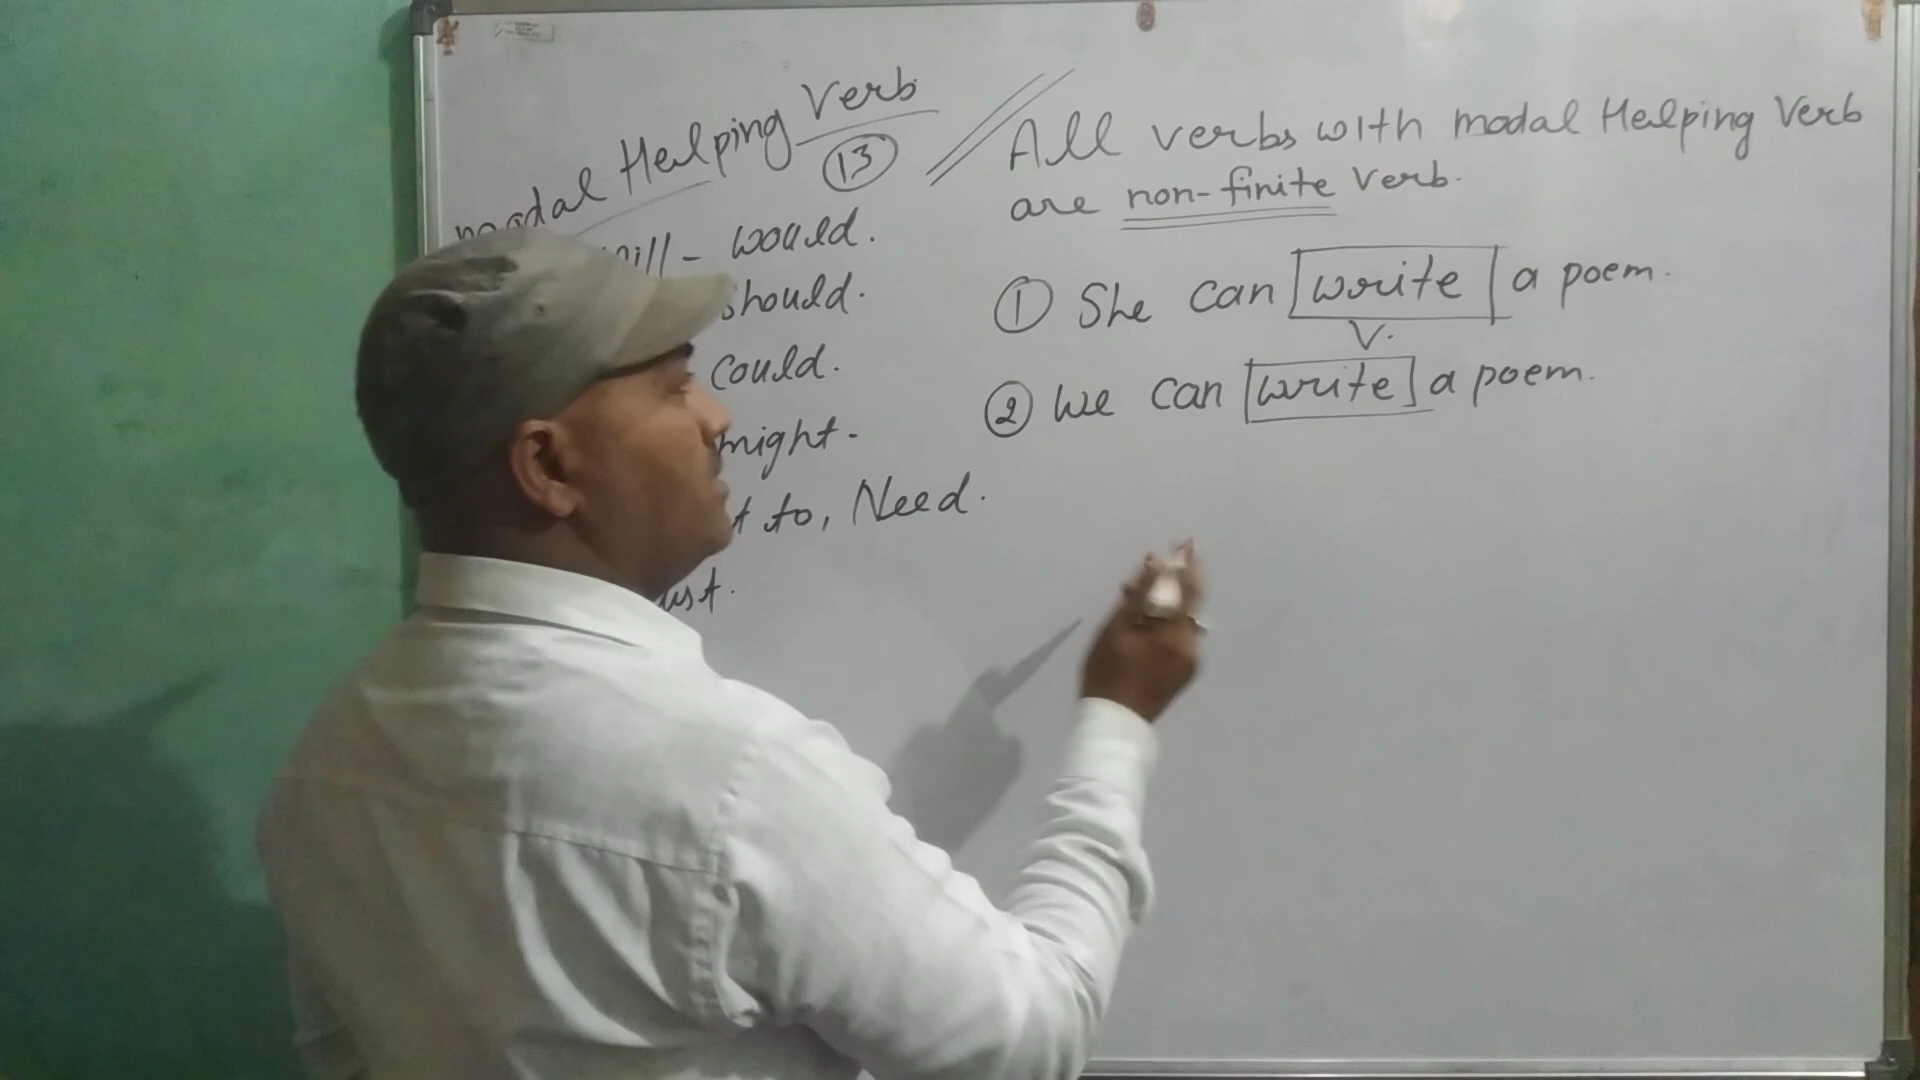 modal Helping Verb
13
will - would.
should.
could.
might -
to, Need.
All verbs with modal Helping Verb
are non-finite Verb.
1 She can write a poem.
V.
2 we can write a poem.